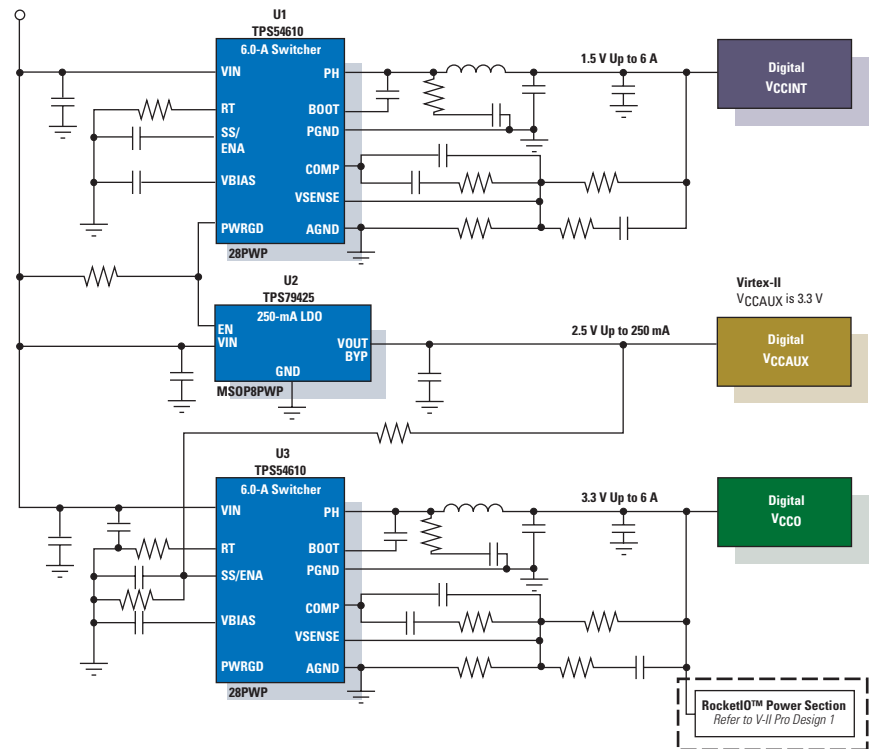 U1
TPS54610
6.0-A Switcher
VIN
PH
RT
BOOT
SS/
ENA
PGND
COMP
VBIAS
VSENSE
PWRGD
AGND
28PWP
1.5 V Up to 6 A
Digital
VCCINT
U2
TPS79425
250-mA LDO
EN
VIN
VOUT
BYP
GND
MSOP8PWP
2.5 V Up to 250 mA
Virtex-II
VCCAUX is 3.3 V
Digital
VCCAUX
U3
TPS54610
6.0-A Switcher
VIN
PH
RT
BOOT
SS/ENA
PGND
COMP
VBIAS
VSENSE
PWRGD
AGND
28PWP
3.3 V Up to 6 A
Digital
VCCO
RocketIO™ Power Section
Refer to V-II Pro Design 1